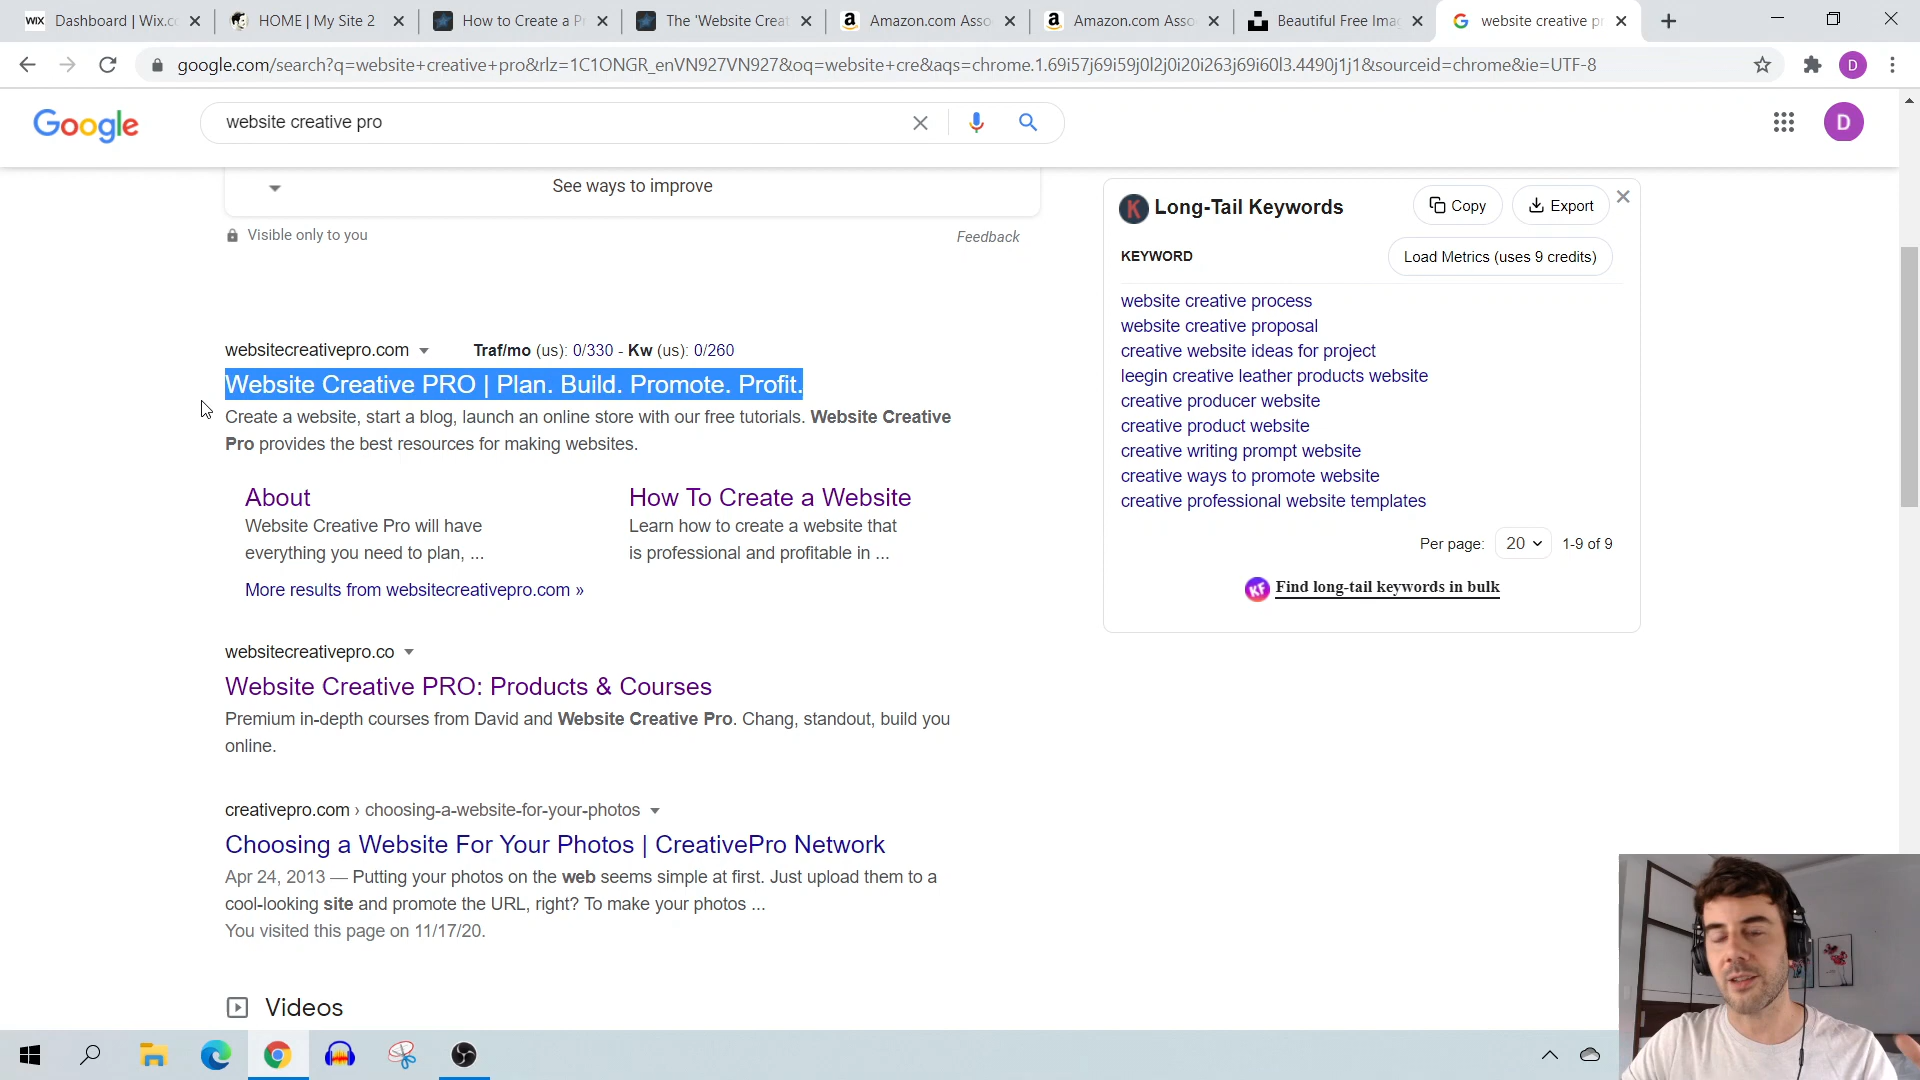 WIX Dashboard | Wix.co
HOME | My Site 2
How to Create a P
The 'Website Creat
Amazon.com Asso
Amazon.com Asso
Beautiful Free Imag
website creative p
google.com/search?q=website+creative+pro&rlz=1C1ONGR_enVN927VN927&oq=website+cre&aqs=chrome.1.69i57j69i59j0l2j0i20i263j69i60l3.4490j1j1&sourceid=chrome&ie=UTF-8
D
Google
website creative pro
D
See ways to improve
Visible only to you
Feedback
websitecreativepro.com
Traf/mo (us): 0/330 - Kw (us): 0/260
Website Creative PRO | Plan. Build. Promote. Profit.
Create a website, start a blog, launch an online store with our free tutorials. Website Creative
Pro provides the best resources for making websites.
About
Website Creative Pro will have
everything you need to plan, ...
How To Create a Website
Learn how to create a website that
is professional and profitable in ...
More results from websitecreativepro.com »
websitecreativepro.co
Website Creative PRO: Products & Courses
Premium in-depth courses from David and Website Creative Pro. Chang, standout, build you
online.
creativepro.com › choosing-a-website-for-your-photos
Choosing a Website For Your Photos | CreativePro Network
Apr 24, 2013 — Putting your photos on the web seems simple at first. Just upload them to a
cool-looking site and promote the URL, right? To make your photos ...
You visited this page on 11/17/20.
Videos
K Long-Tail Keywords
Copy
Export
KEYWORD
Load Metrics (uses 9 credits)
website creative process
website creative proposal
creative website ideas for project
leegin creative leather products website
creative producer website
creative product website
creative writing prompt website
creative ways to promote website
creative professional website templates
Per page: 20 1-9 of 9
KF Find long-tail keywords in bulk